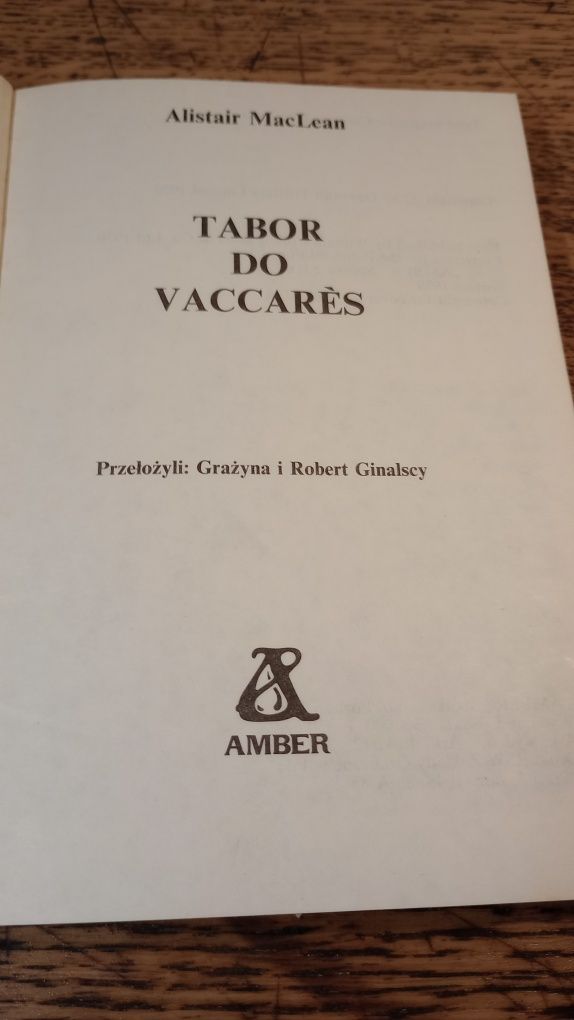 Alistair MacLean
TABOR
DO
VACCARÈS
Przełożyli: Grażyna i Robert Ginalscy
AMBER